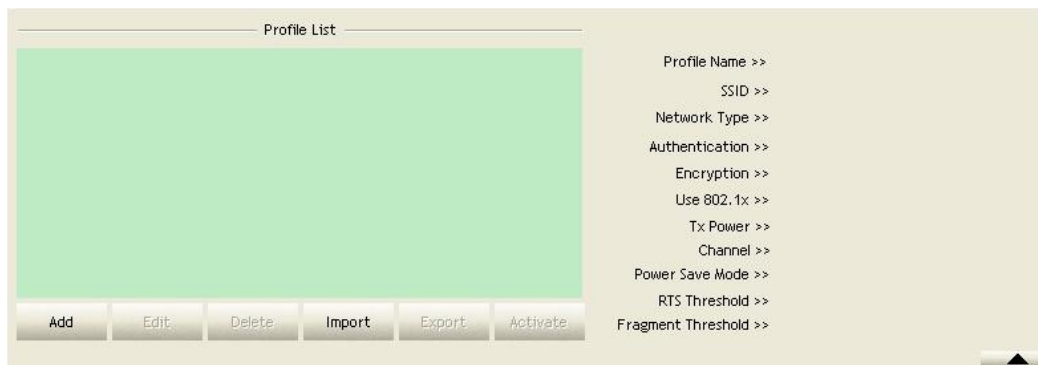 Profile List
Add Edit Delete Import Export Activate
Profile Name >>
SSID >>
Network Type >>
Authentication >>
Encryption >>
Use 802.1x >>
Tx Power >>
Channel >>
Power Save Mode >>
RTS Threshold >>
Fragment Threshold >>